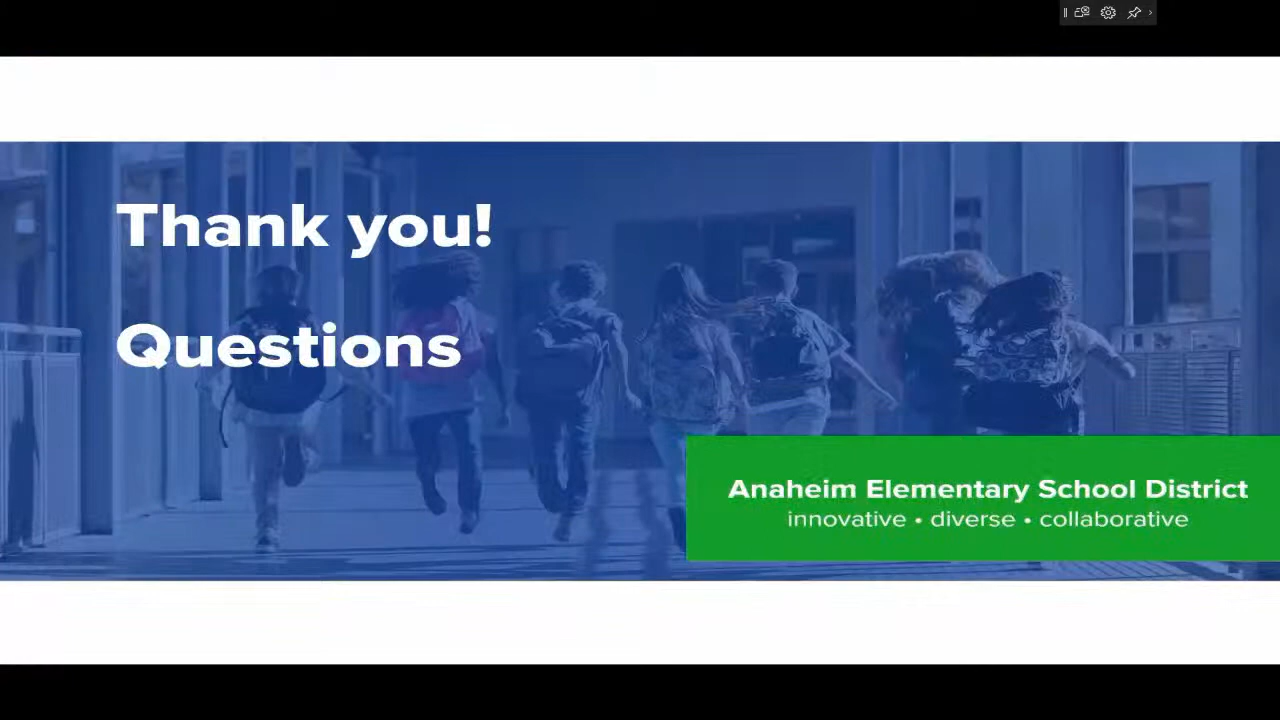 Thank you!
Questions
Anaheim Elementary School District
innovative • diverse • collaborative